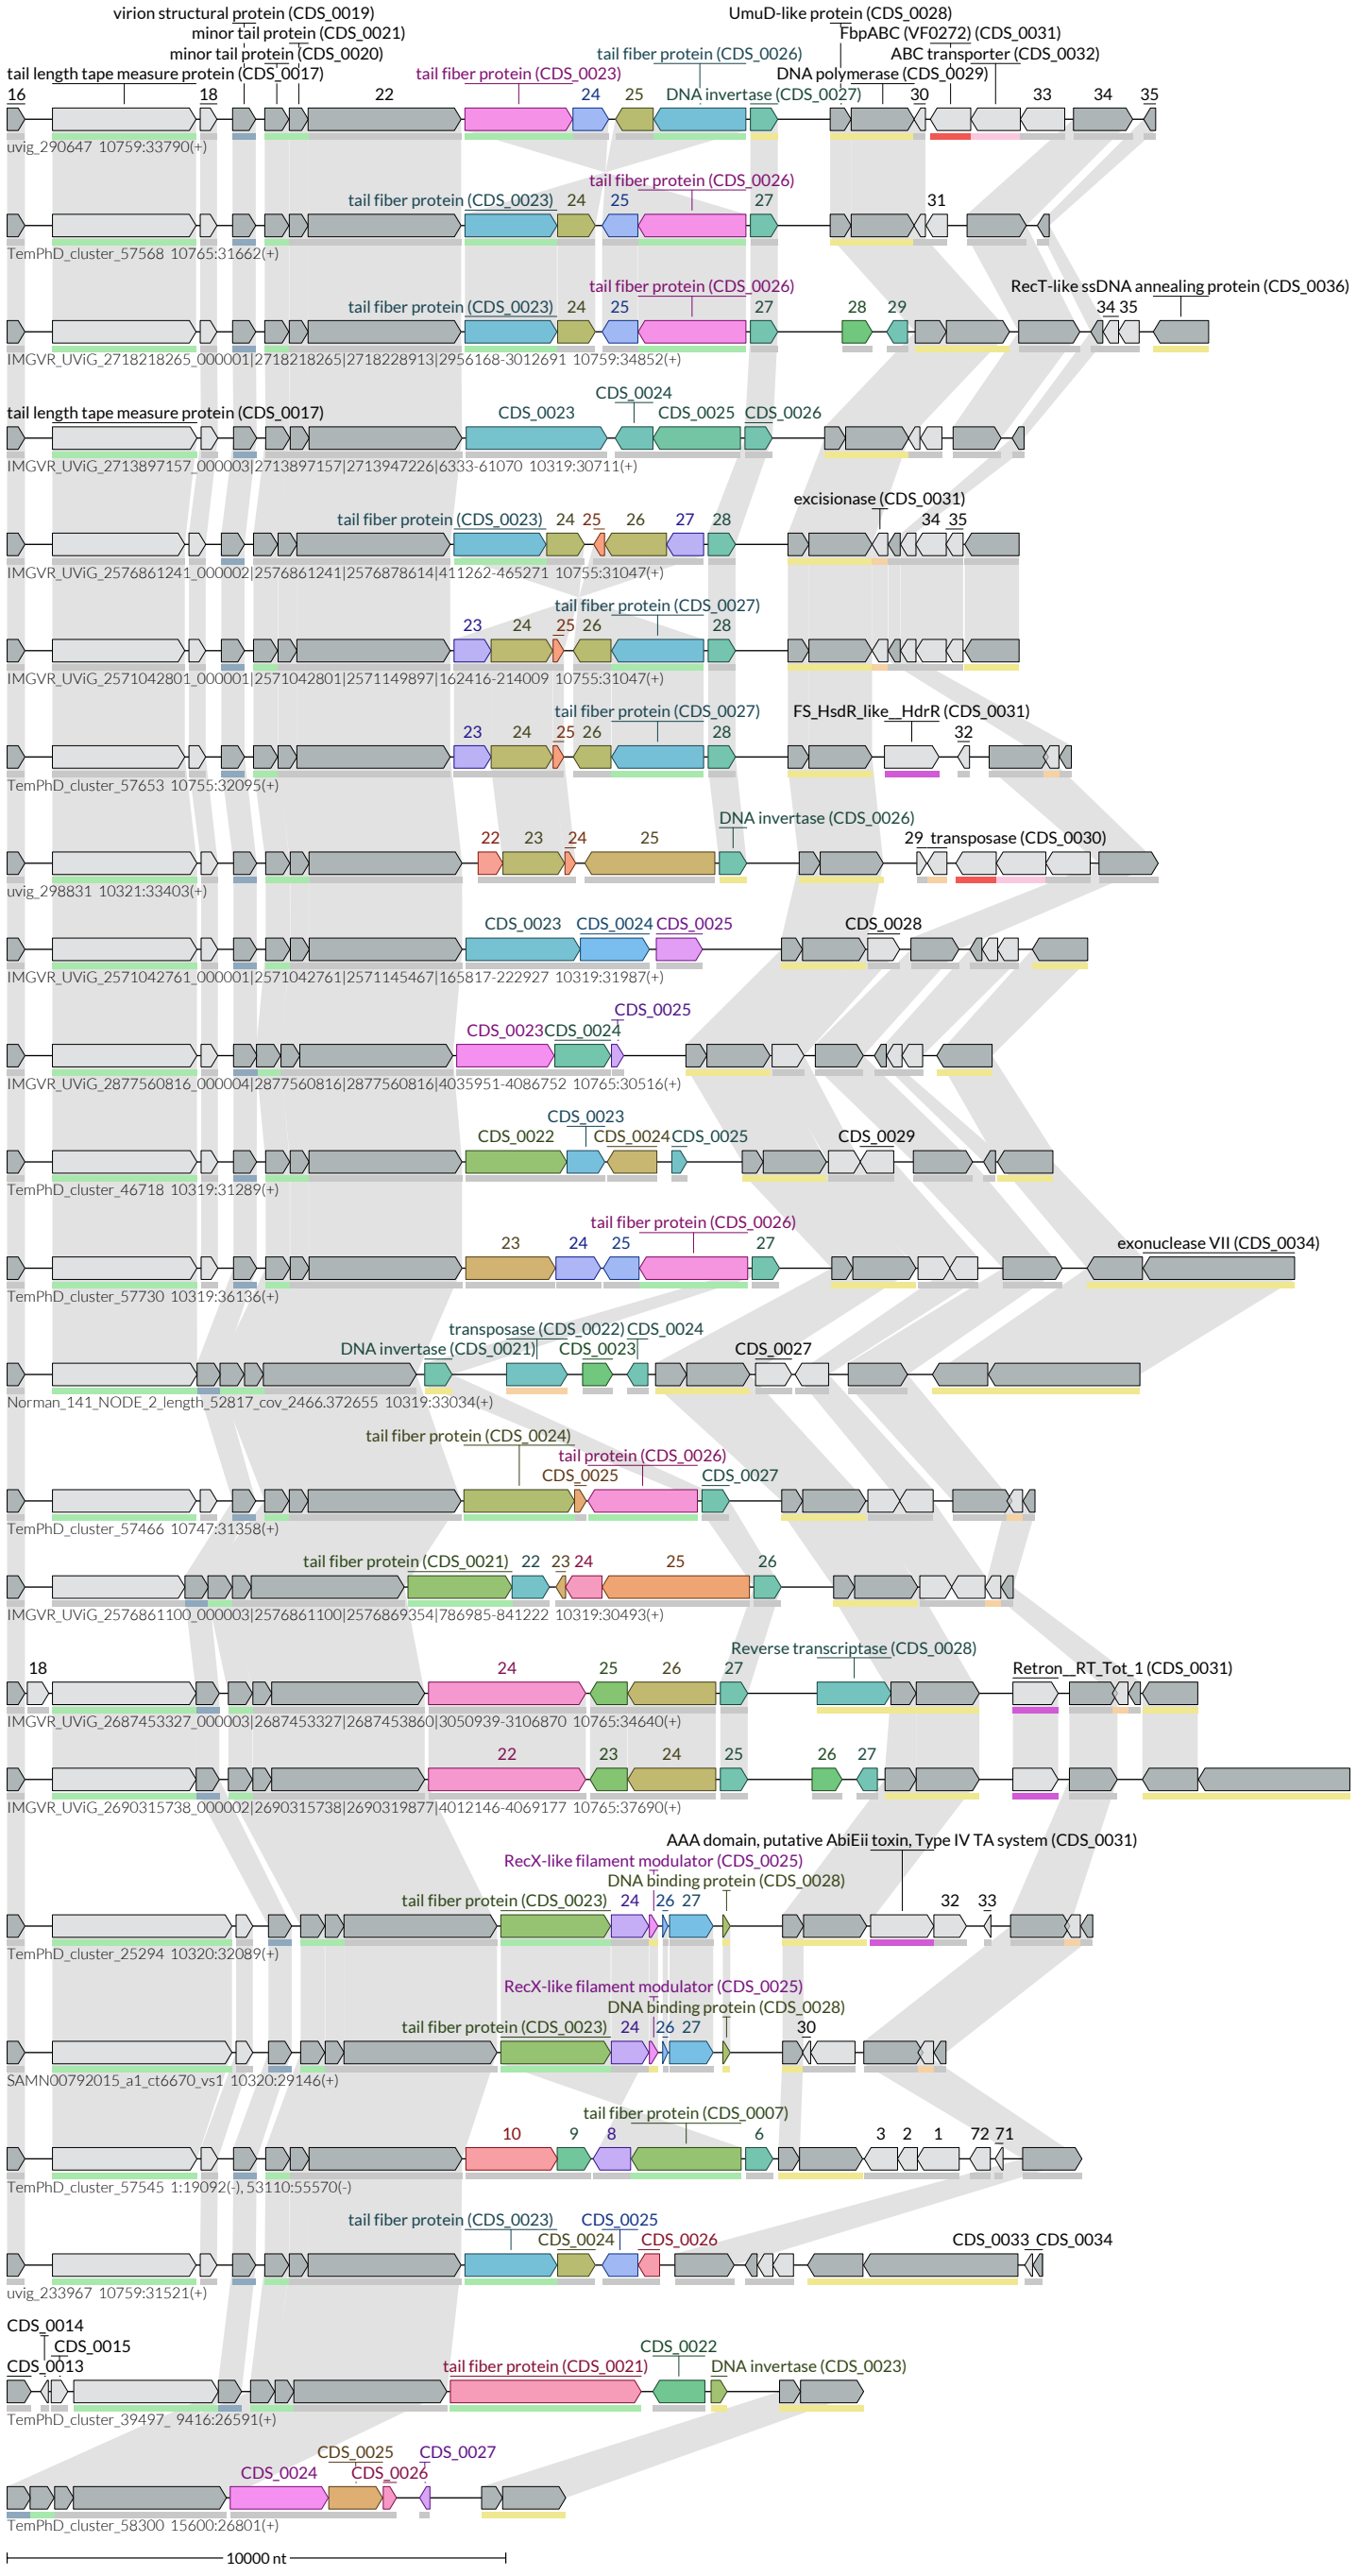 virion structural protein (CDS_0019)
UmuD-like protein (CDS_0028)
minor tail protein (CDS_0021)
FbpABC (VF0272) (CDS_0031)
minor tail protein (CDS_0020)
tail fiber protein (CDS_0026)
ABC transporter (CDS_0032)
tail length tape measure protein (CDS_0017)
tail fiber protein (CDS_0023)
DNA polymerase (CDS_0029)
16 18 22 24 25 DNA invertase (CDS_0027) 30 33 34 35
uvig_290647 10759:33790(+)
tail fiber protein (CDS_0026)
tail fiber protein (CDS_0023) 24 25 27 31
TemPhD_cluster_57568 10765:31662(+)
tail fiber protein (CDS_0026) RecT-like ssDNA annealing protein (CDS_0036)
tail fiber protein (CDS_0023) 24 25 27 28 29 34 35
IMGVR_UViG_2718218265_000001|2718218265|2718228913|2956168-3012691 10759:34852(+)
CDS_0024
tail length tape measure protein (CDS_0017) CDS_0023 CDS_0025 CDS_0026
IMGVR_UViG_2713897157_000003|2713897157|2713947226|6333-61070 10319:30711(+)
excisionase (CDS_0031)
tail fiber protein (CDS_0023) 24 25 26 27 28 34 35
IMGVR_UViG_2576861241_000002|2576861241|2576878614|411262-465271 10755:31047(+)
tail fiber protein (CDS_0027)
23 24 25 26 28
IMGVR_UViG_2571042801_000001|2571042801|2571149897|162416-214009 10755:31047(+)
tail fiber protein (CDS_0027) FS_HsdR_like__HdrR (CDS_0031)
23 24 25 26 28 32
TemPhD_cluster_57653 10755:32095(+)
DNA invertase (CDS_0026)
22 23 24 25 29 transposase (CDS_0030)
uvig_298831 10321:33403(+)
CDS_0023 CDS_0024 CDS_0025 CDS_0028
IMGVR_UViG_2571042761_000001|2571042761|2571145467|165817-222927 10319:31987(+)
CDS_0025
CDS_0023 CDS_0024
IMGVR_UViG_2877560816_000004|2877560816|2877560816|4035951-4086752 10765:30516(+)
CDS_0023
CDS_0022 CDS_0024 CDS_0025 CDS_0029
TemPhD_cluster_46718 10319:31289(+)
tail fiber protein (CDS_0026)
23 24 25 27 exonuclease VII (CDS_0034)
TemPhD_cluster_57730 10319:36136(+)
transposase (CDS_0022) CDS_0024
DNA invertase (CDS_0021) CDS_0023 CDS_0027
Norman_141_NODE_2_length_52817_cov_2466.372655 10319:33034(+)
tail fiber protein (CDS_0024)
tail protein (CDS_0026)
CDS_0025 CDS_0027
TemPhD_cluster_57466 10747:31358(+)
tail fiber protein (CDS_0021) 22 23 24 25 26
IMGVR_UViG_2576861100_000003|2576861100|2576869354|786985-841222 10319:30493(+)
Reverse transcriptase (CDS_0028)
18 24 25 26 27 Retron__RT_Tot_1 (CDS_0031)
IMGVR_UViG_2687453327_000003|2687453327|2687453860|3050939-3106870 10765:34640(+)
22 23 24 25 26 27
IMGVR_UViG_2690315738_000002|2690315738|2690319877|4012146-4069177 10765:37690(+)
AAA domain, putative AbiEii toxin, Type IV TA system (CDS_0031)
RecX-like filament modulator (CDS_0025)
DNA binding protein (CDS_0028)
tail fiber protein (CDS_0023) 24 26 27 32 33
TemPhD_cluster_25294 10320:32089(+)
RecX-like filament modulator (CDS_0025)
DNA binding protein (CDS_0028)
tail fiber protein (CDS_0023) 24 26 27 30
SAMN00792015_a1_ct6670_vs1 10320:29146(+)
tail fiber protein (CDS_0007)
10 9 8 6 3 2 1 72 71
TemPhD_cluster_57545 1:19092(-), 53110:55570(-)
tail fiber protein (CDS_0023) CDS_0025
CDS_0024 CDS_0026 CDS_0033 CDS_0034
uvig_233967 10759:31521(+)
CDS_0014
CDS_0015 CDS_0022
CDS_0013 tail fiber protein (CDS_0021) DNA invertase (CDS_0023)
TemPhD_cluster_39497_ 9416:26591(+)
CDS_0025 CDS_0027
CDS_0024 CDS_0026
TemPhD_cluster_58300 15600:26801(+)
10000 nt